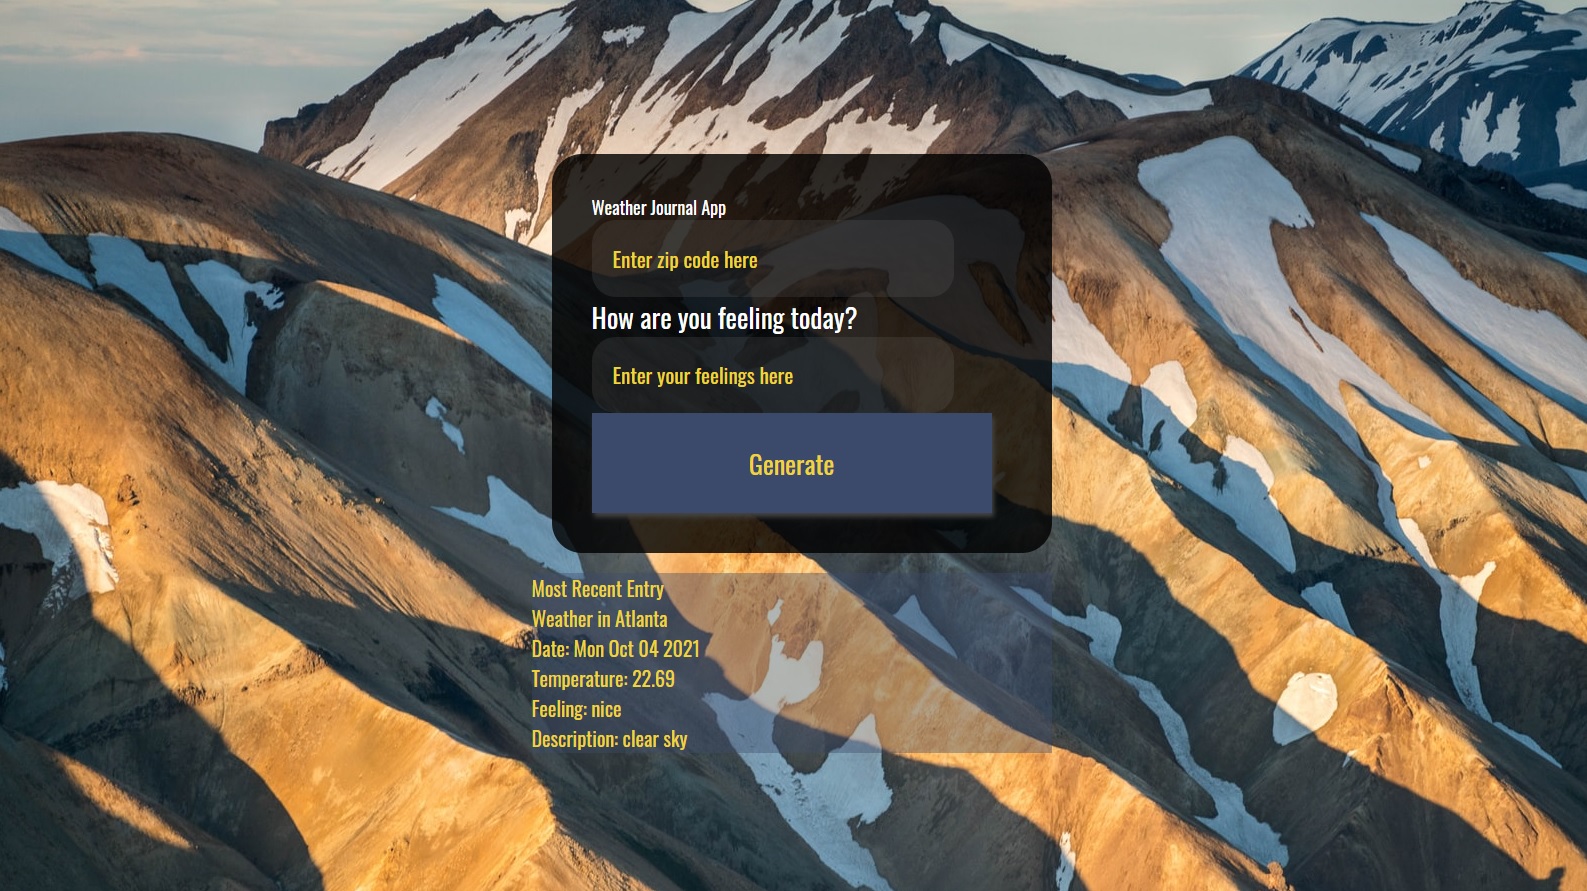 Weather Journal App
Enter zip code here
How are you feeling today?
Enter your feelings here
Generate
Most Recent Entry
Weather in Atlanta
Date: Mon Oct 04 2021
Temperature: 22.69
Feeling: nice
Description: clear sky